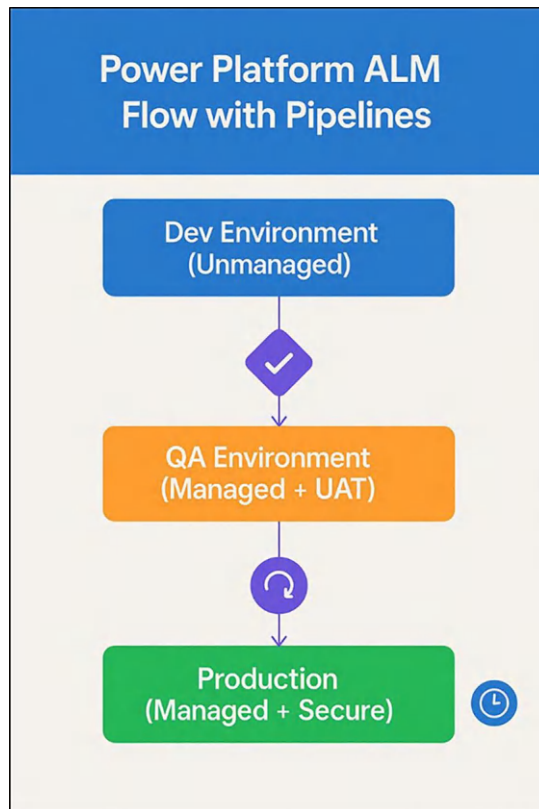 Power Platform ALM
Flow with Pipelines
Dev Environment
(Unmanaged)
QA Environment
(Managed + UAT)
Production
(Managed + Secure)